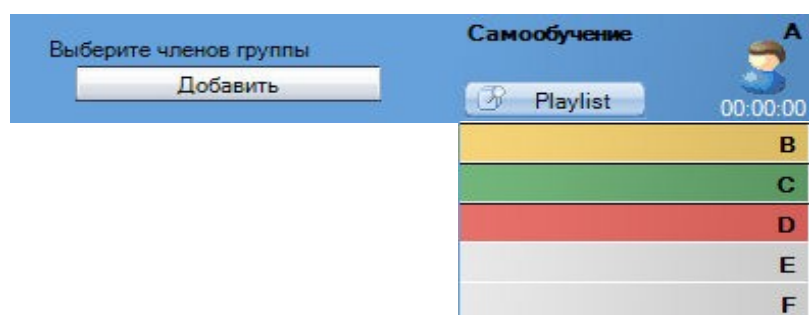 Выберите членов группы
Добавить
Самообучение A
Playlist
00:00:00
B
C
D
E
F